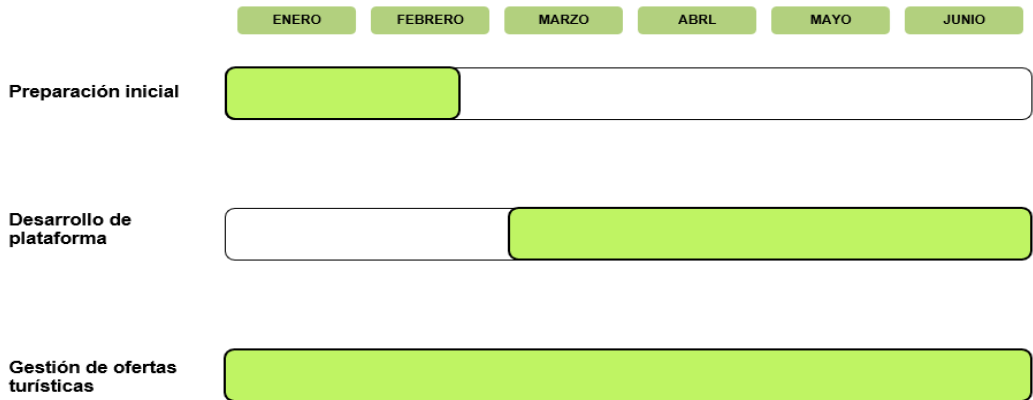 ENERO FEBRERO MARZO ABRL MAYO JUNIO
Preparación inicial
Desarrollo de
plataforma
Gestión de ofertas
turísticas